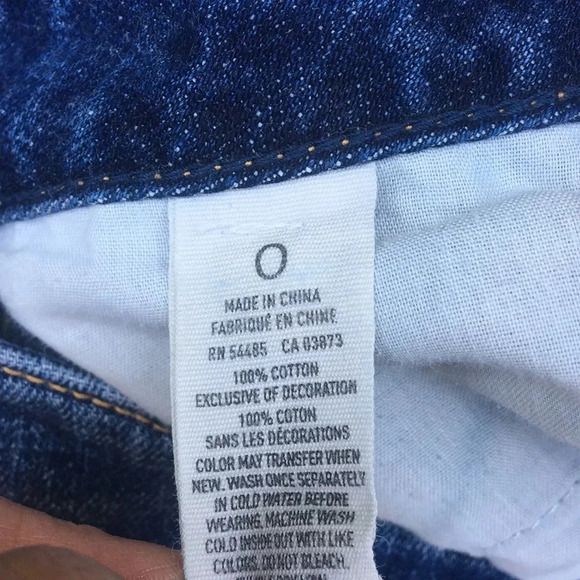 O
MADE IN CHINA
FABRIQUÉ EN CHINE
RN 54485 CA 03873
100% COTTON
EXCLUSIVE OF DECORATION
100% COTON
SANS LES DÉCORATIONS
COLOR MAY TRANSFER WHEN
NEW. WASH ONCE SEPARATELY
IN COLD WATER BEFORE
WEARING. MACHINE WASH
COLD INSIDE OUT WITH LIKE
COLORS. DO NOT BLEACH.